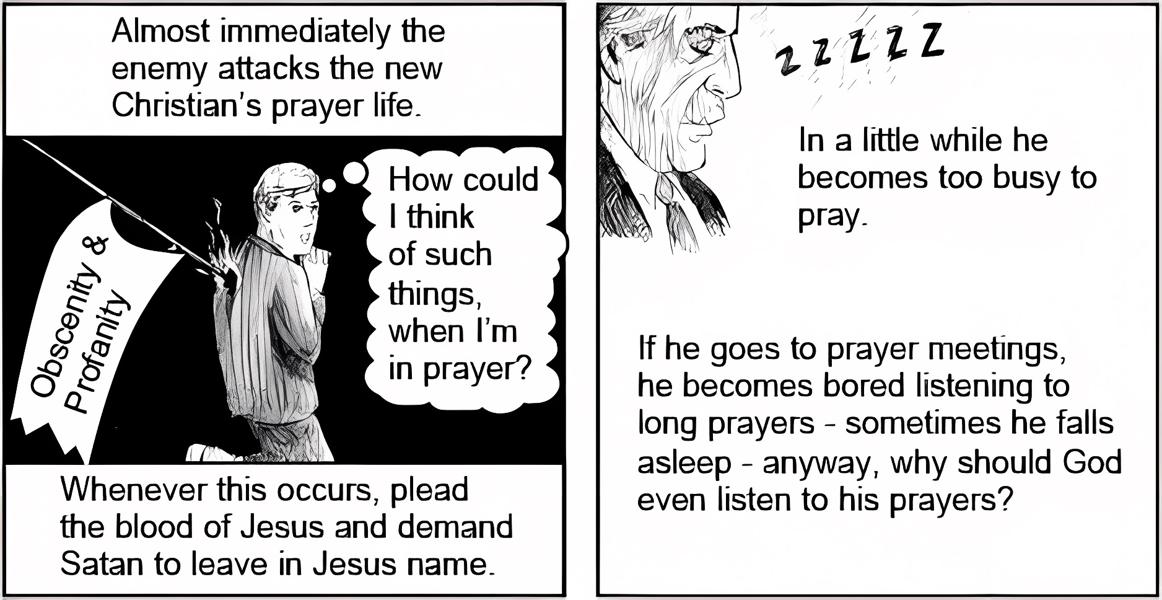 Almost immediately the
enemy attacks the new
Christian's prayer life.
Obscenity &
Profanity
How could
I think
of such
things,
when I'm
in prayer?
Whenever this occurs, plead
the blood of Jesus and demand
Satan to leave in Jesus name.
Z Z Z Z Z
In a little while he
becomes too busy to
pray.
If he goes to prayer meetings,
he becomes bored listening to
long prayers - sometimes he falls
asleep - anyway, why should God
even listen to his prayers?